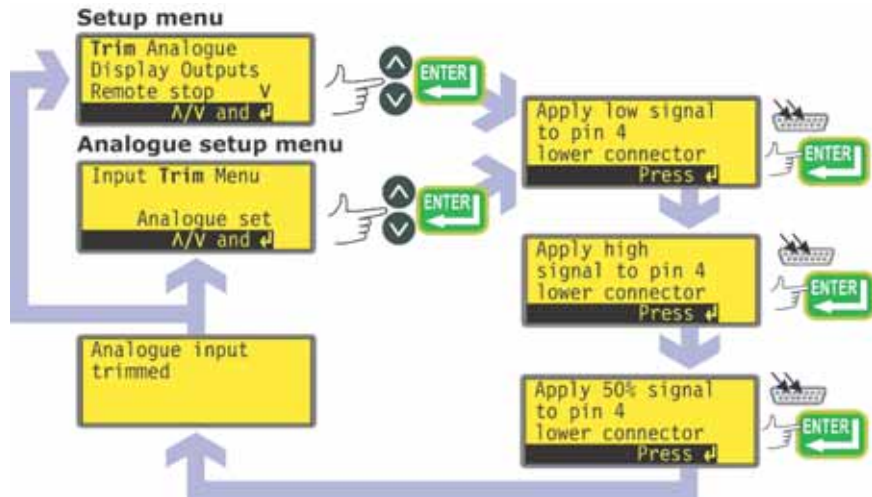 Setup menu
Trim Analogue
Display Outputs
Remote stop V
Λ/V and ↲
ENTER
Analogue setup menu
Input Trim Menu
Analogue set
Λ/V and ↲
ENTER
Apply low signal
to pin 4
lower connector
Press ↲
ENTER
Apply high
signal to pin 4
lower connector
Press ↲
ENTER
Apply 50% signal
to pin 4
lower connector
Press ↲
ENTER
Analogue input
trimmed